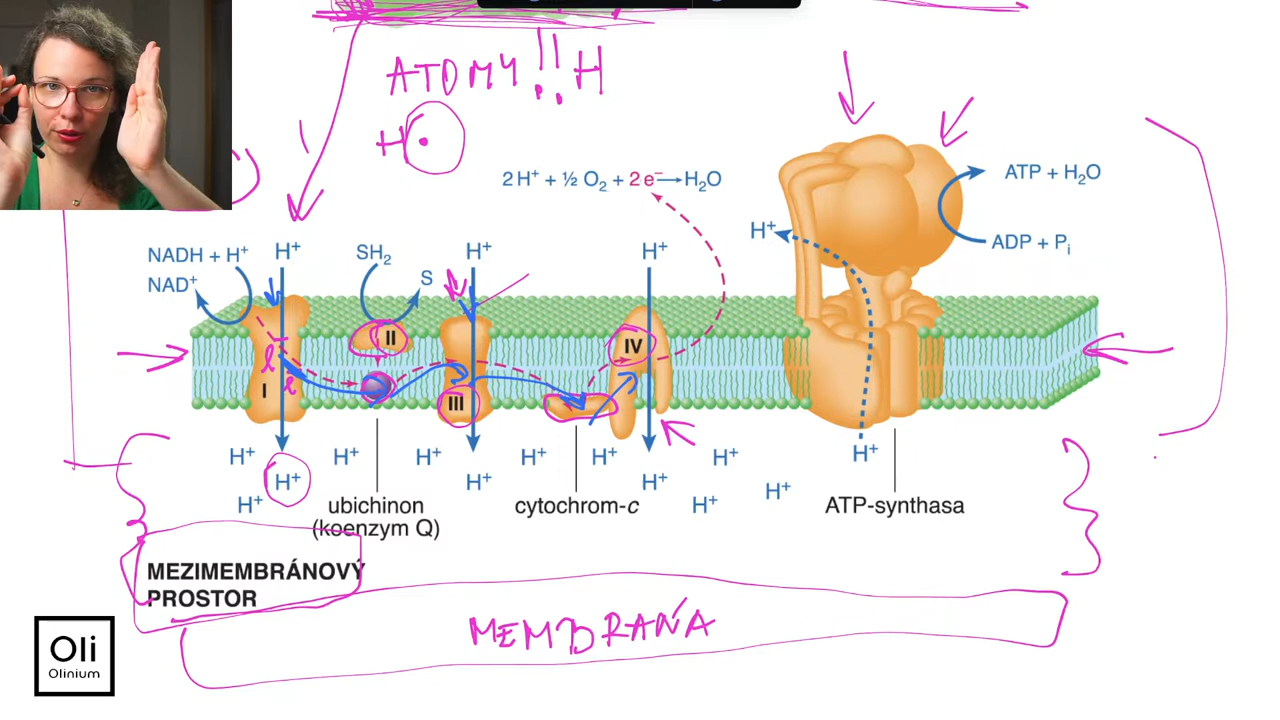 ATOMY!! H
H
2 H⁺ + ½ O₂ + 2 e⁻ → H₂O
ATP + H₂O
H⁺
ADP + Pᵢ
NADH + H⁺
NAD⁺
H⁺
SH₂
S
H⁺
H⁺
I
II
III
IV
H⁺ H⁺ H⁺ H⁺ H⁺ H⁺ H⁺
H⁺ H⁺ H⁺ H⁺ H⁺ H⁺
ubichinon
(koenzym Q)
cytochrom-c
ATP-synthasa
MEZIMEMBRÁNOVÝ
PROSTOR
MEMBRÁNA
Oli
Olinium